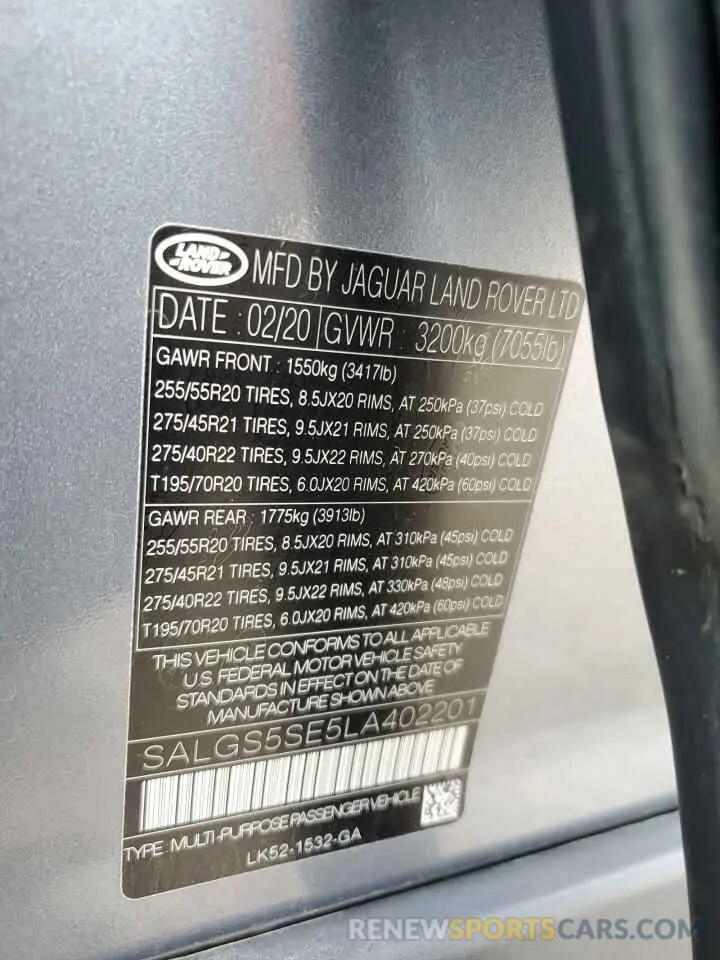 LAND ROVER
MFD BY JAGUAR LAND ROVER LTD
DATE : 02/20 GVWR : 3200kg (7055lb)
GAWR FRONT : 1550kg (3417lb)
255/55R20 TIRES, 8.5JX20 RIMS, AT 250kPa (37psi) COLD
275/45R21 TIRES, 9.5JX21 RIMS, AT 250kPa (37psi) COLD
275/40R22 TIRES, 9.5JX22 RIMS, AT 270kPa (40psi) COLD
T195/70R20 TIRES, 6.0JX20 RIMS, AT 420kPa (60psi) COLD
GAWR REAR : 1775kg (3913lb)
255/55R20 TIRES, 8.5JX20 RIMS, AT 310kPa (45psi) COLD
275/45R21 TIRES, 9.5JX21 RIMS, AT 310kPa (45psi) COLD
275/40R22 TIRES, 9.5JX22 RIMS, AT 330kPa (48psi) COLD
T195/70R20 TIRES, 6.0JX20 RIMS, AT 420kPa (60psi) COLD
THIS VEHICLE CONFORMS TO ALL APPLICABLE
U.S. FEDERAL MOTOR VEHICLE SAFETY
STANDARDS IN EFFECT ON THE DATE OF
MANUFACTURE SHOWN ABOVE
SALGS5SE5LA402201
TYPE : MULTI-PURPOSE PASSENGER VEHICLE
LK52-1532-GA
RENEWSPORTSCARS.COM